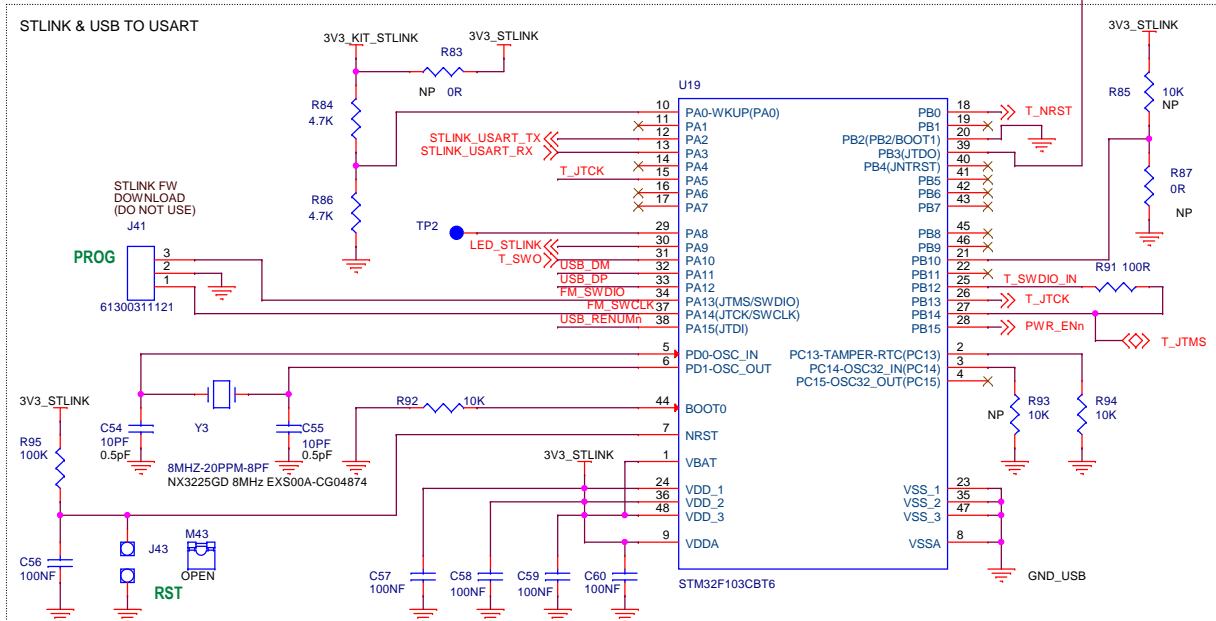 STLINK & USB TO USART
3V3_KIT_STLINK
3V3_STLINK
3V3_STLINK
R83
NP 0R
R84
4.7K
R86
4.7K
R85
10K
NP
R87
0R
NP
U19
10 PA0-WKUP(PA0)
11 PA1
STLINK_USART_TX 12 PA2
STLINK_USART_RX 13 PA3
14 PA4
T_JTCK 15 PA5
16 PA6
17 PA7
TP2 29 PA8
LED_STLINK 30 PA9
T_SWO 31 PA10
USB_DM 32 PA11
USB_DP 33 PA12
FM_SWDIO 34 PA13(JTMS/SWDIO)
FM_SWCLK 37 PA14(JTCK/SWCLK)
USB_RENUMn 38 PA15(JTDI)
5 PD0-OSC_IN
6 PD1-OSC_OUT
44 BOOT0
7 NRST
1 VBAT
24 VDD_1
36 VDD_2
48 VDD_3
9 VDDA
PB0 18 T_NRST
PB1 19
PB2(PB2/BOOT1) 20
PB3(JTDO) 39
PB4(JNTRST) 40
PB5 41
PB6 42
PB7 43
PB8 45
PB9 46
PB10 21
PB11 22
PB12 25 T_SWDIO_IN
R91 100R
PB13 26 T_JTCK
PB14 27
PB15 28 PWR_ENn
T_JTMS
PC13-TAMPER-RTC(PC13) 2
PC14-OSC32_IN(PC14) 3
PC15-OSC32_OUT(PC15) 4
NP
R93
10K
R94
10K
VSS_1 23
VSS_2 35
VSS_3 47
VSSA 8
GND_USB
STM32F103CBT6
STLINK FW
DOWNLOAD
(DO NOT USE)
J41
PROG
3
2
1
61300311121
3V3_STLINK
R95
100K
C54
10PF
0.5pF
Y3
C55
10PF
0.5pF
8MHZ-20PPM-8PF
NX3225GD 8MHz EXS00A-CG04874
R92 10K
3V3_STLINK
C56
100NF
J43
RST
M43
OPEN
C57
100NF
C58
100NF
C59
100NF
C60
100NF